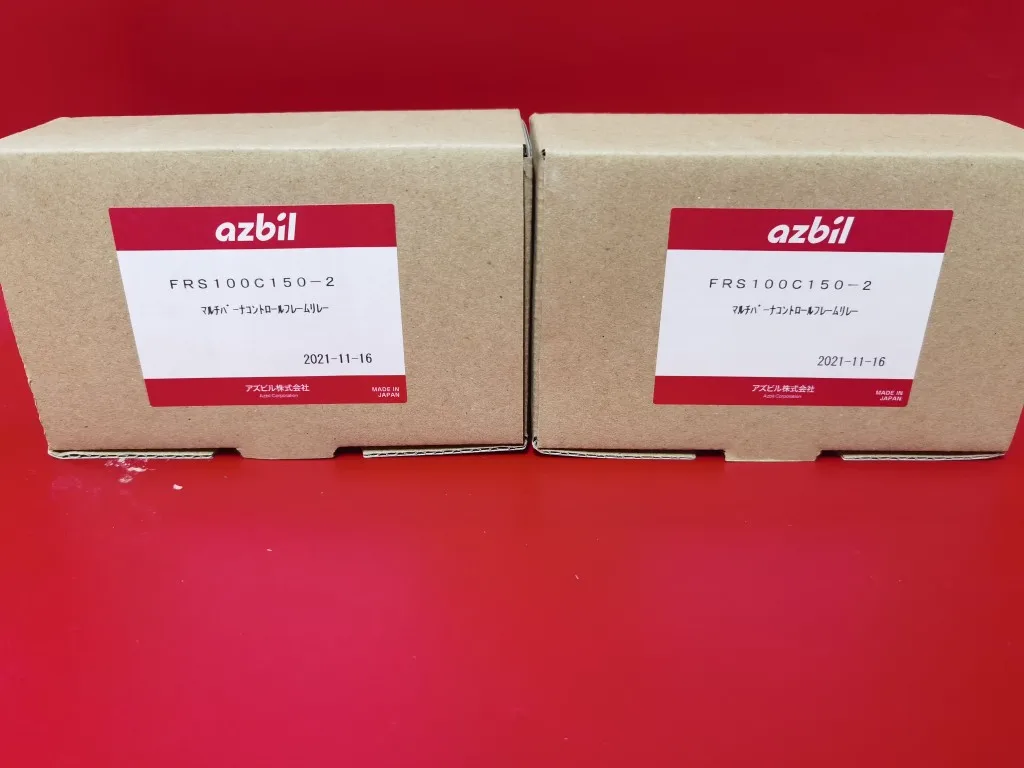 azbil
FRS100C150-2
マルチバーナコントロールフレームリレー
2021-11-16
アズビル株式会社
Azbil Corporation
MADE IN
JAPAN
azbil
FRS100C150-2
マルチバーナコントロールフレームリレー
2021-11-16
アズビル株式会社
Azbil Corporation
MADE IN
JAPAN